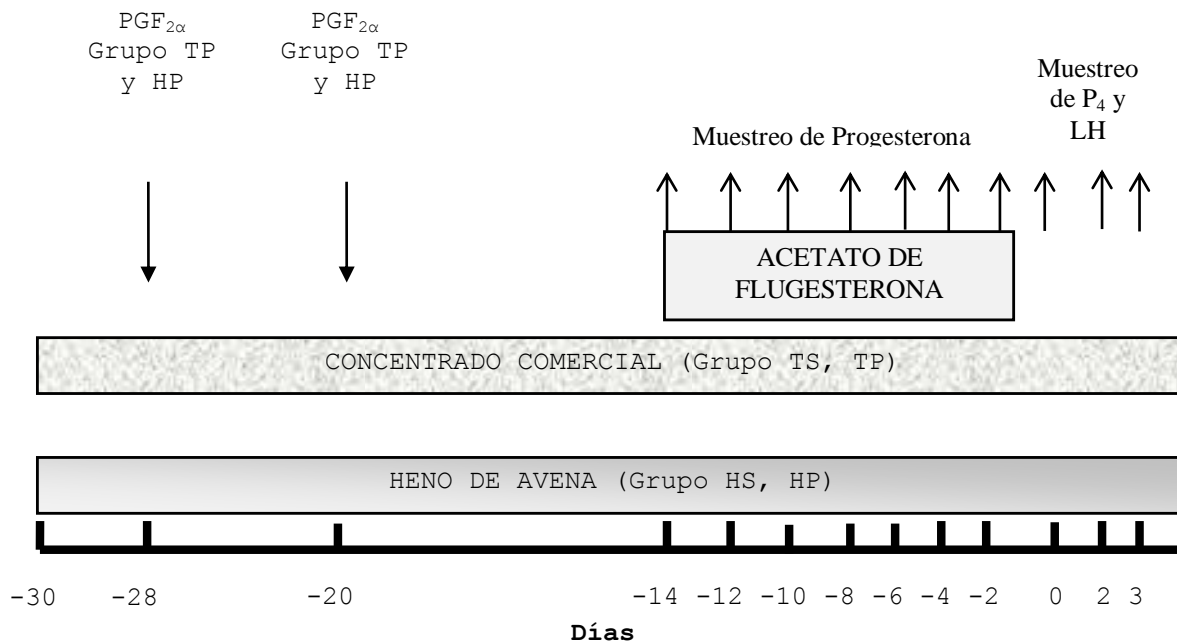 PGF2α
Grupo TP
y HP
PGF2α
Grupo TP
y HP
Muestreo
de P4 y
LH
Muestreo de Progesterona
ACETATO DE
FLUGESTERONA
CONCENTRADO COMERCIAL (Grupo TS, TP)
HENO DE AVENA (Grupo HS, HP)
-30 -28 -20 -14 -12 -10 -8 -6 -4 -2 0 2 3
Días